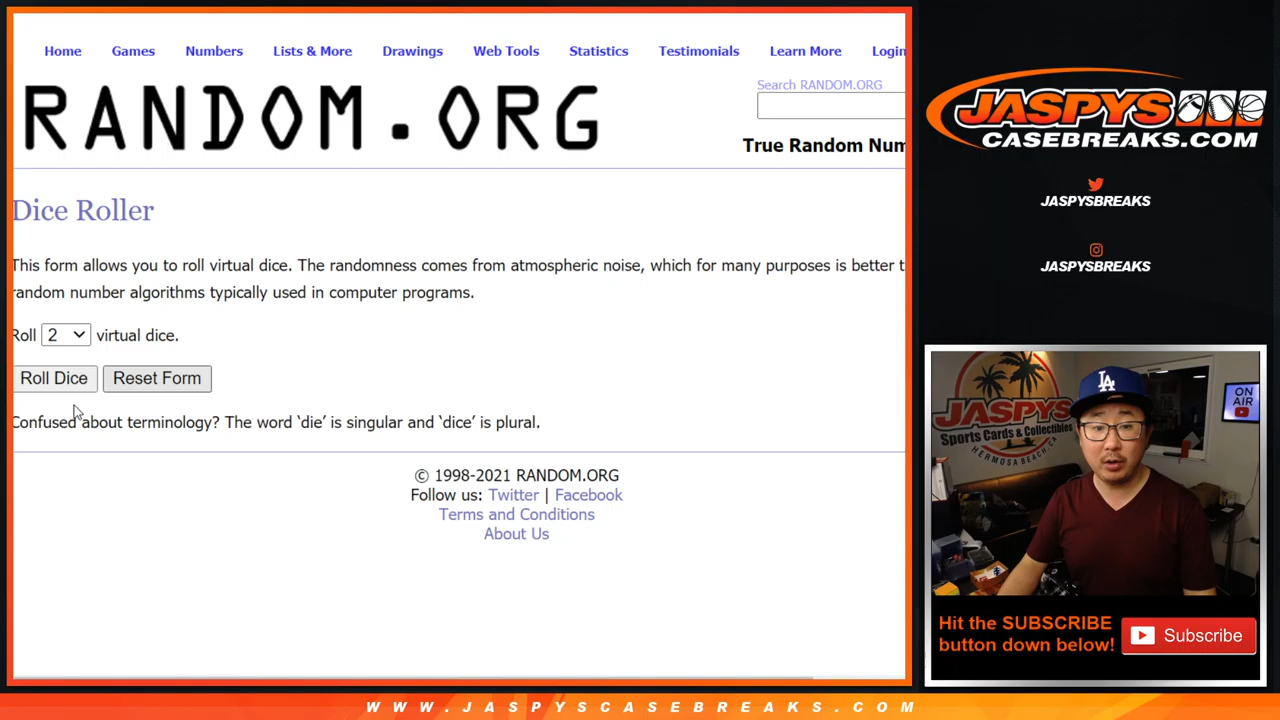 Home Games Numbers Lists & More Drawings Web Tools Statistics Testimonials Learn More Login
RANDOM.ORG
Search RANDOM.ORG
True Random Num
Dice Roller
This form allows you to roll virtual dice. The randomness comes from atmospheric noise, which for many purposes is better t
random number algorithms typically used in computer programs.
Roll 2 virtual dice.
Roll Dice Reset Form
Confused about terminology? The word ‘die’ is singular and ‘dice’ is plural.
© 1998-2021 RANDOM.ORG
Follow us: Twitter | Facebook
Terms and Conditions
About Us
JASPYS
CASEBREAKS.COM
JASPYSBREAKS
JASPYSBREAKS
JASPYS
Sports Cards & Collectibles
HERMOSA BEACH, CA
LA
ON
AIR
Hit the SUBSCRIBE
button down below!
Subscribe
WWW.JASPYSCASEBREAKS.COM